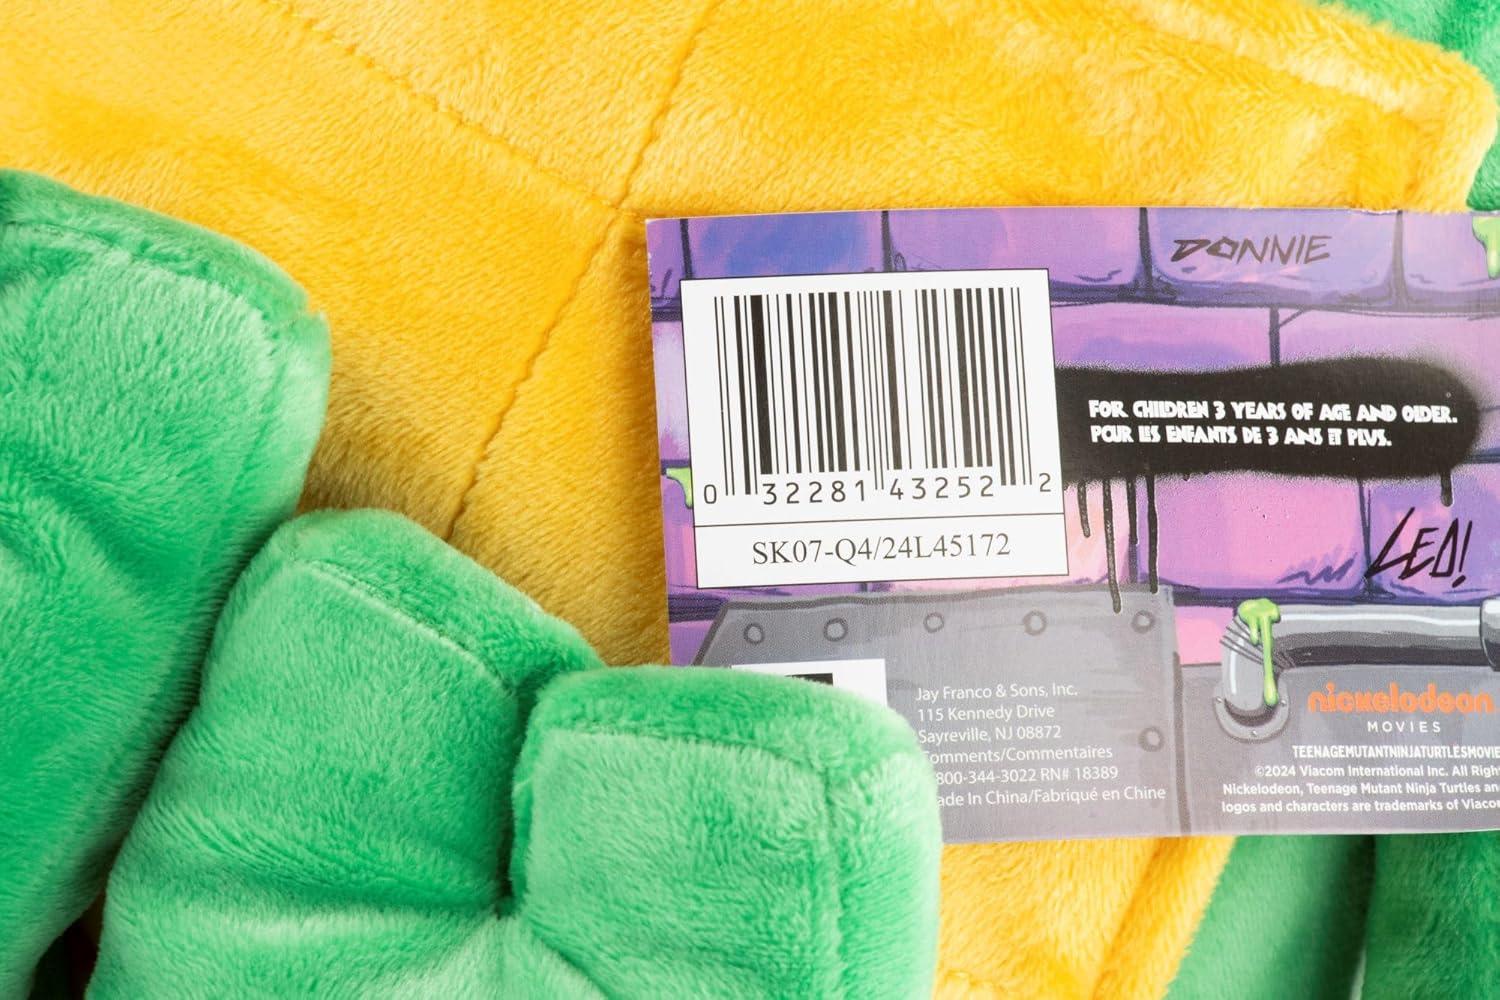 DONNIE
FOR CHILDREN 3 YEARS OF AGE AND OLDER.
POUR LES ENFANTS DE 3 ANS ET PLUS.
0 32281 43252 2
SK07-Q4/24L45172
LEO!
Jay Franco & Sons, Inc.
115 Kennedy Drive
Sayreville, NJ 08872
omments/Commentaires
800-344-3022 RN# 18389
ade In China/Fabriqué en Chine
nickelodeon
MOVIES
TEENAGEMUTANTNINJATURTLESMOVIE
©2024 Viacom International Inc. All Righ
Nickelodeon, Teenage Mutant Ninja Turtles an
logos and characters are trademarks of Viaco